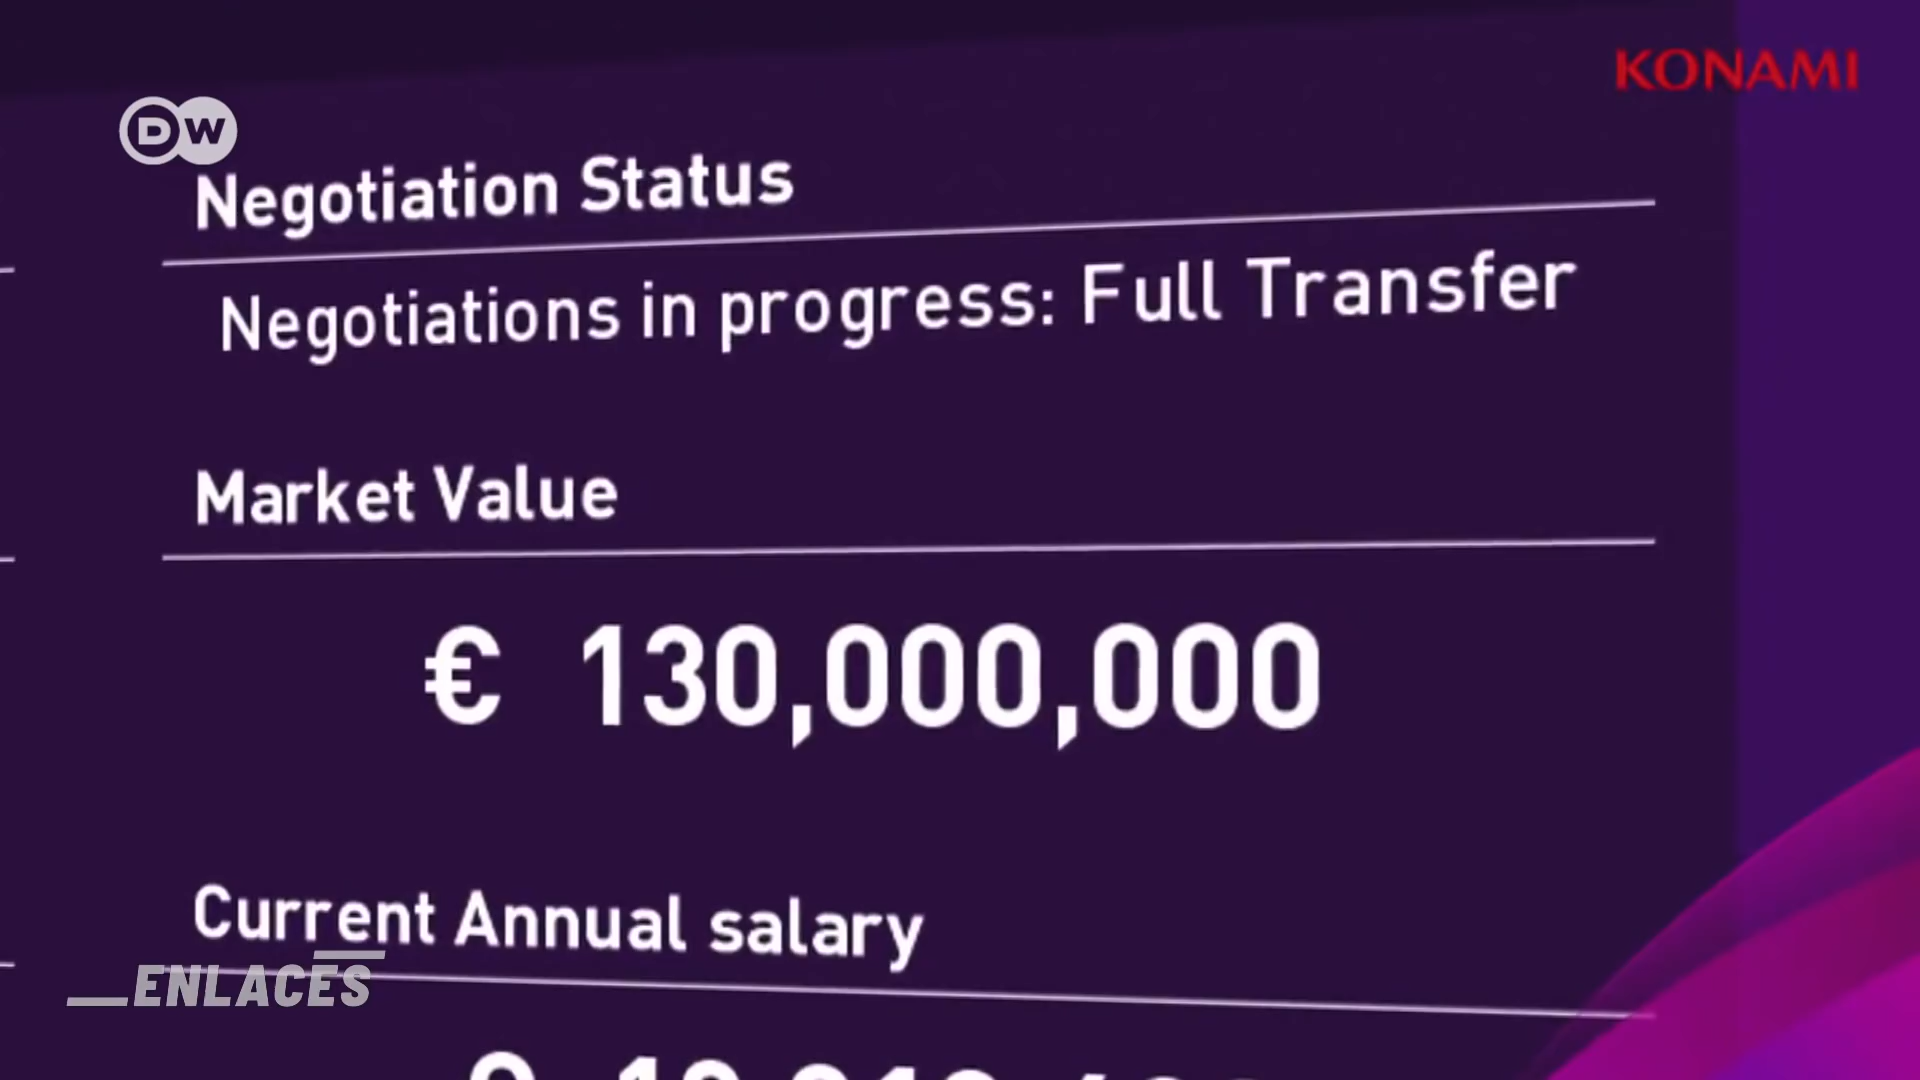 KONAMI
DW
Negotiation Status
Negotiations in progress: Full Transfer
Market Value
€ 130,000,000
Current Annual salary
ENLACES